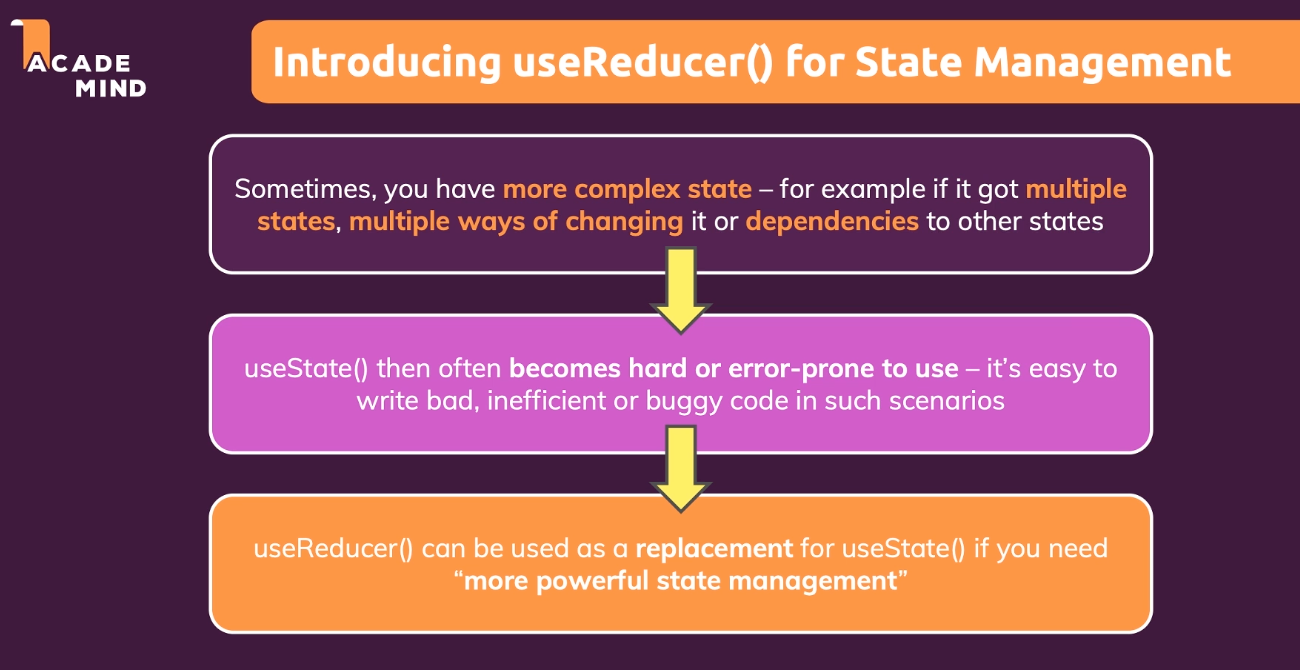 ACADE
MIND
Introducing useReducer() for State Management
Sometimes, you have more complex state – for example if it got multiple
states, multiple ways of changing it or dependencies to other states
useState() then often becomes hard or error-prone to use – it’s easy to
write bad, inefficient or buggy code in such scenarios
useReducer() can be used as a replacement for useState() if you need
“more powerful state management”